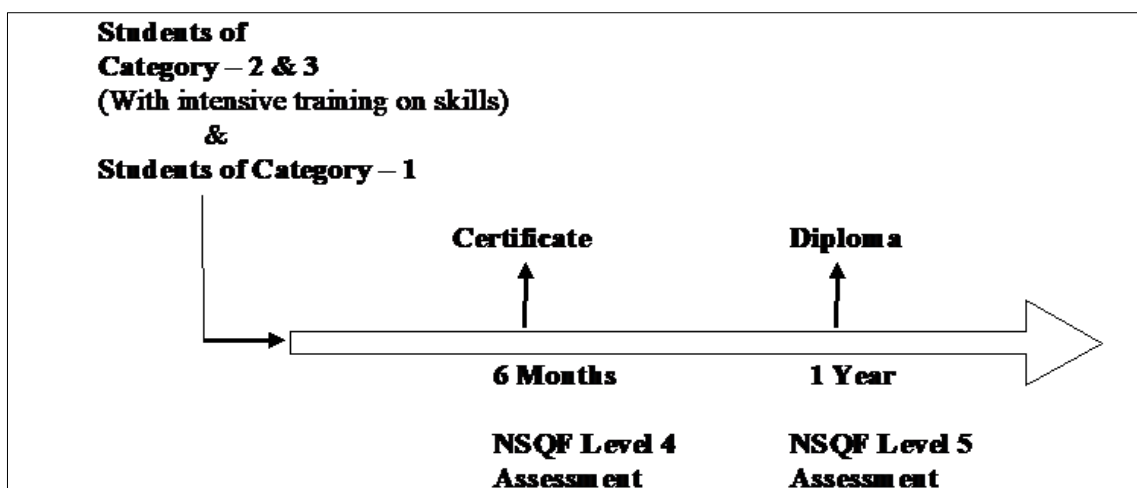 Students of
Category – 2 & 3
(With intensive training on skills)
&
Students of Category – 1
Certificate
Diploma
6 Months
1 Year
NSQF Level 4
Assessment
NSQF Level 5
Assessment